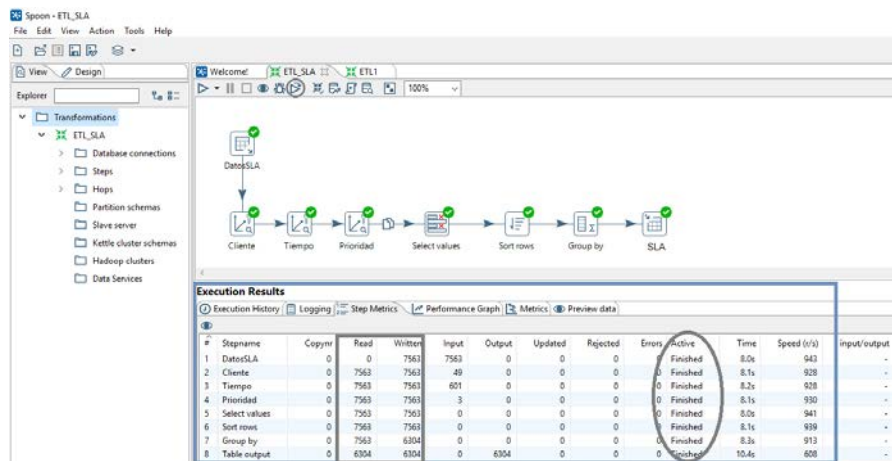 Spoon - ETL_SLA
File Edit View Action Tools Help
View Design
Explorer
Transformations
ETL_SLA
Database connections
Steps
Hops
Partition schemas
Slave server
Kettle cluster schemas
Hadoop clusters
Data Services
Welcome! ETL_SLA ETL1
100%
DatosSLA
Cliente Tiempo Prioridad Select values Sort rows Group by SLA
Execution Results
Execution History Logging Step Metrics Performance Graph Metrics Preview data
# Stepname Copynr Read Written Input Output Updated Rejected Errors Active Time Speed (r/s) input/output
1 DatosSLA 0 0 7563 7563 0 0 0 0 Finished 8.0s 943 -
2 Cliente 0 7563 7563 49 0 0 0 0 Finished 8.1s 928 -
3 Tiempo 0 7563 7563 601 0 0 0 0 Finished 8.2s 928 -
4 Prioridad 0 7563 7563 3 0 0 0 0 Finished 8.1s 930 -
5 Select values 0 7563 7563 0 0 0 0 0 Finished 8.0s 941 -
6 Sort rows 0 7563 7563 0 0 0 0 0 Finished 8.1s 939 -
7 Group by 0 7563 6304 0 0 0 0 0 Finished 8.3s 913 -
8 Table output 0 6304 6304 0 6304 0 0 0 Finished 10.4s 608 -